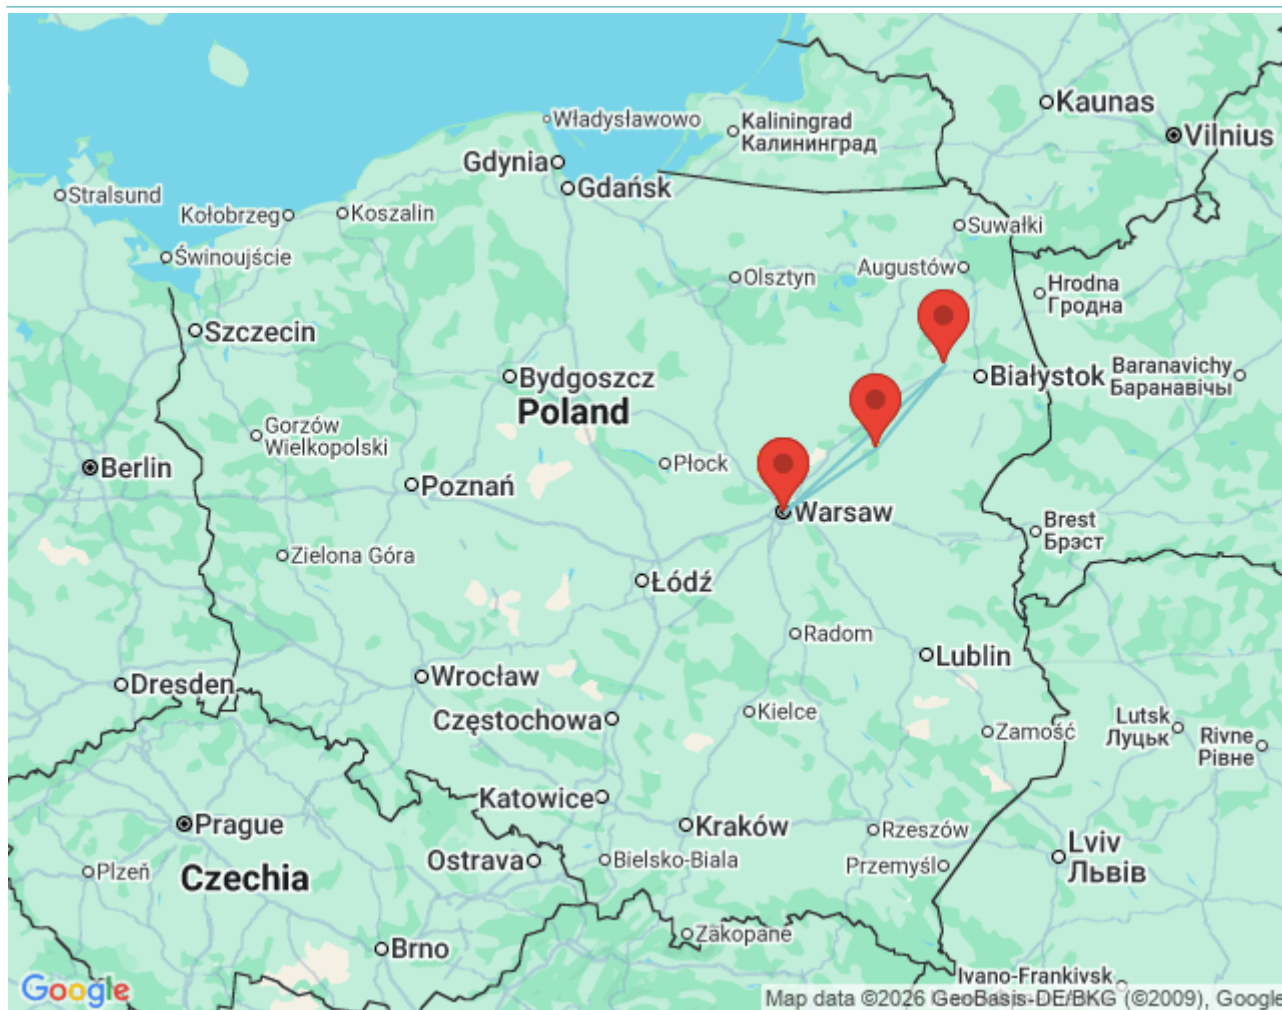 Władysławowo
Kaliningrad
Калининград
Kaunas
Vilnius
Gdynia
Gdańsk
Stralsund
Kołobrzeg
Koszalin
Suwałki
Świnoujście
Olsztyn
Augustów
Hrodna
Гродна
Szczecin
Bydgoszcz
Białystok
Baranavichy
Баранавічы
Poland
Gorzów
Wielkopolski
Berlin
Płock
Poznań
Warsaw
Brest
Брэст
Zielona Góra
Łódź
Radom
Lublin
Wrocław
Dresden
Częstochowa
Kielce
Zamość
Lutsk
Луцьк
Rivne
Рівне
Katowice
Prague
Kraków
Rzeszów
Lviv
Львів
Plzeň
Czechia
Ostrava
Bielsko-Biala
Przemyśl
Brno
Zakopane
Ivano-Frankivsk
Google
Map data ©2026 GeoBasis-DE/BKG (©2009), Google